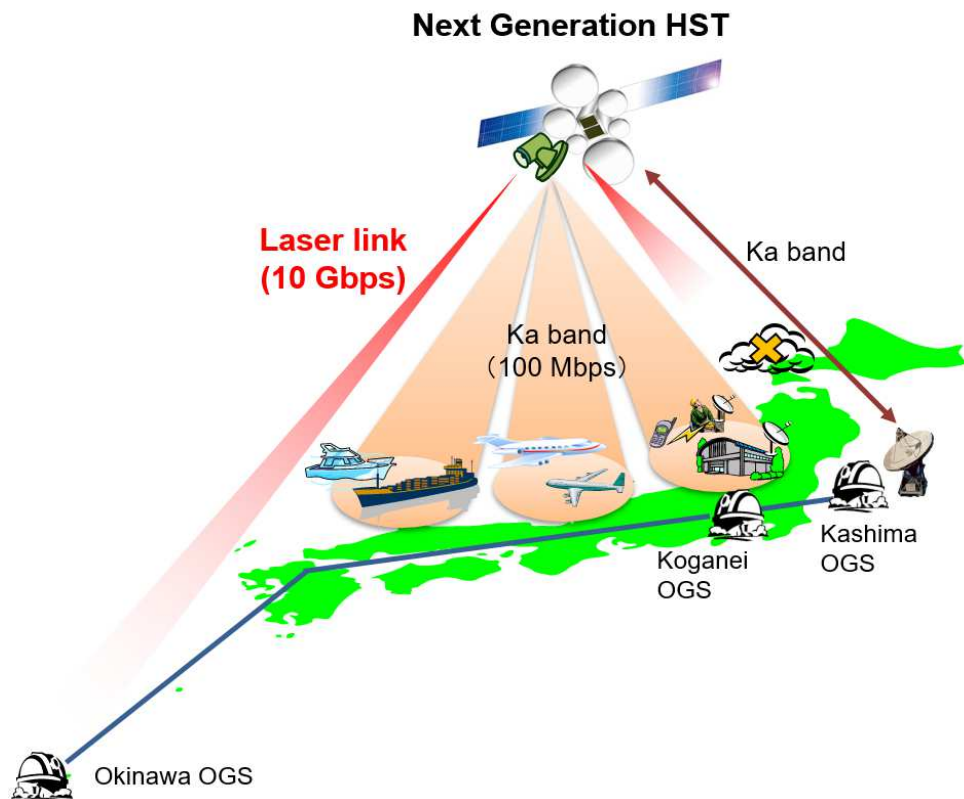 Next Generation HST
Laser link
(10 Gbps)
Ka band
Ka band
（100 Mbps）
Koganei
OGS
Kashima
OGS
Okinawa OGS